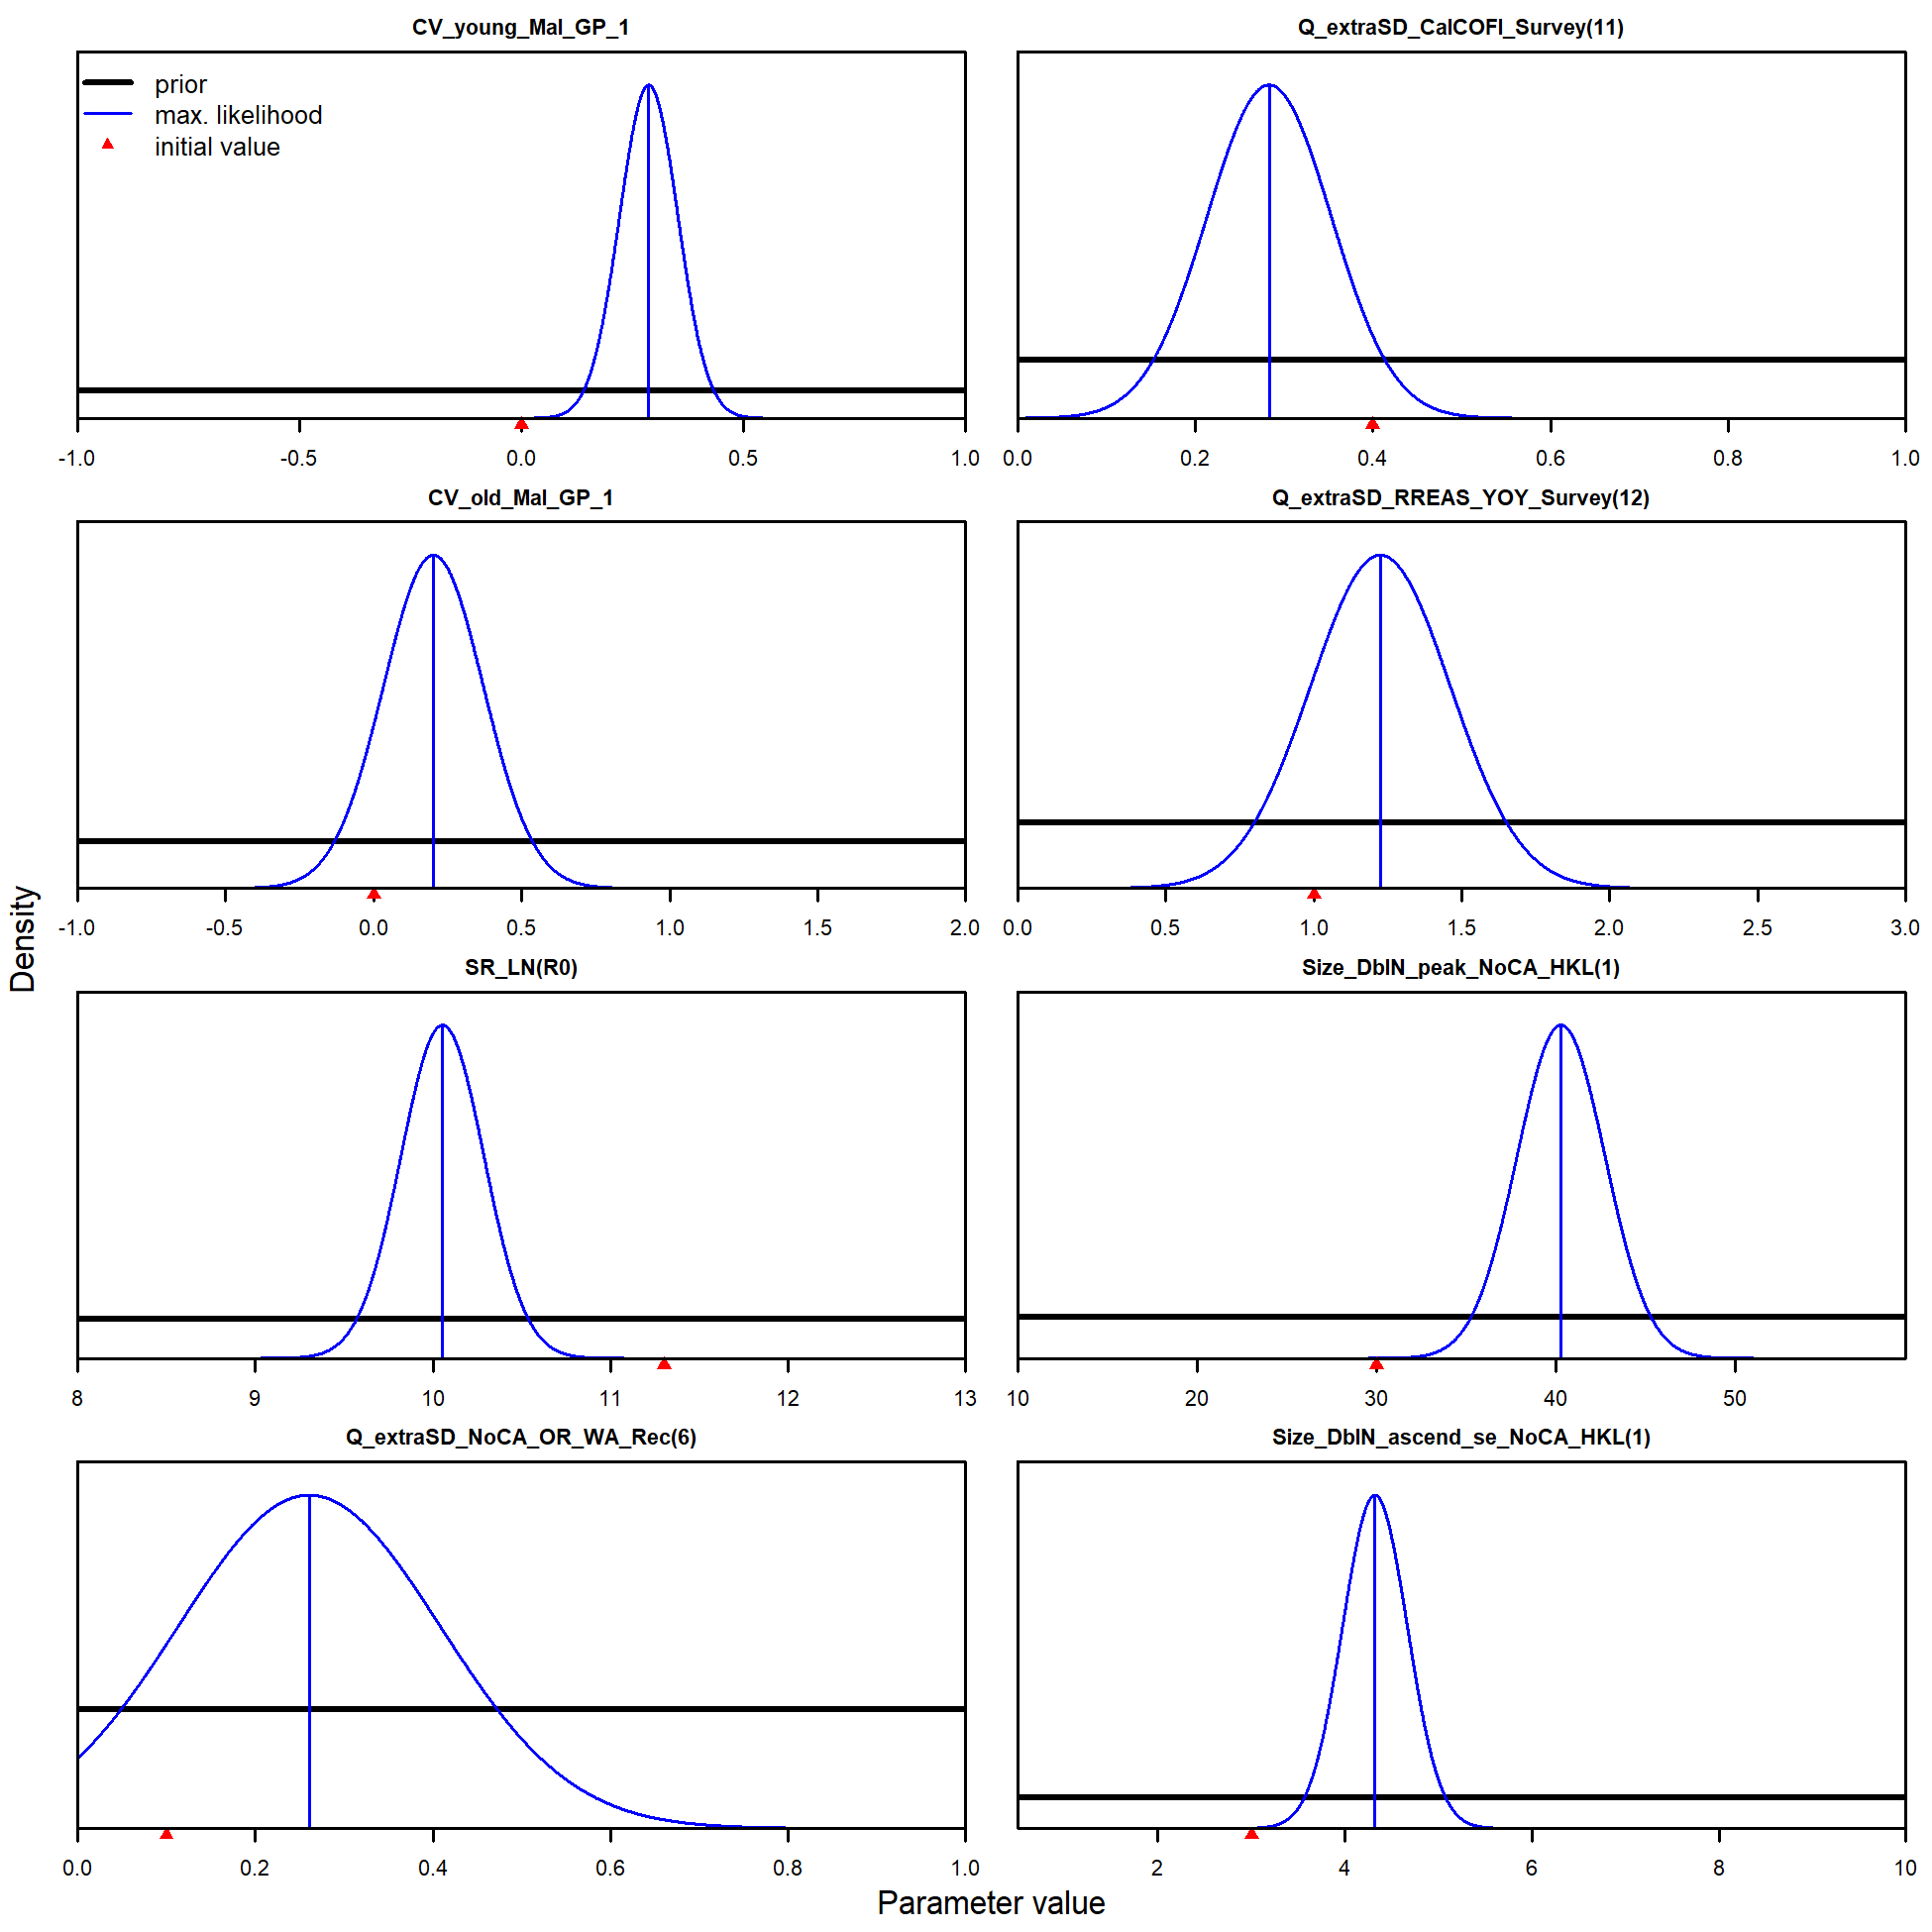 CV_young_Mal_GP_1
prior
max. likelihood
initial value
-1.0 -0.5 0.0 0.5 1.0
Q_extraSD_CalCOFI_Survey(11)
0.0 0.2 0.4 0.6 0.8 1.0
CV_old_Mal_GP_1
-1.0 -0.5 0.0 0.5 1.0 1.5 2.0
Q_extraSD_RREAS_YOY_Survey(12)
0.0 0.5 1.0 1.5 2.0 2.5 3.0
SR_LN(R0)
8 9 10 11 12 13
Size_DblN_peak_NoCA_HKL(1)
10 20 30 40 50
Q_extraSD_NoCA_OR_WA_Rec(6)
0.0 0.2 0.4 0.6 0.8 1.0
Size_DblN_ascend_se_NoCA_HKL(1)
2 4 6 8 10
Density
Parameter value